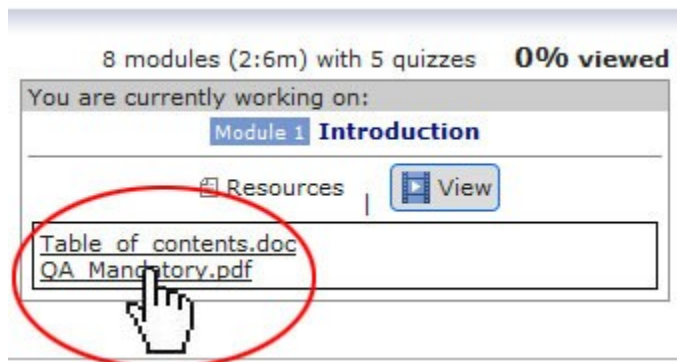 8 modules (2:6m) with 5 quizzes 0% viewed
You are currently working on:
Module 1 Introduction
Resources | View
Table_of_contents.doc
QA_Mandatory.pdf